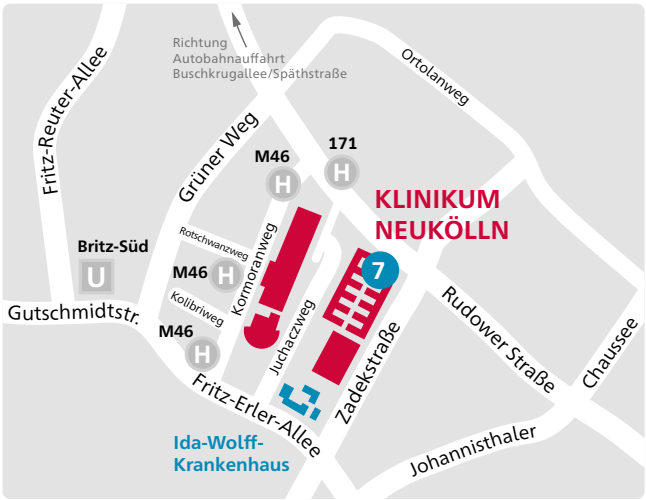 Richtung
Autobahnauffahrt
Buschkrugallee/Späthstraße
Ortolanweg
Fritz-Reuter-Allee
Grüner Weg
171
M46
H
H
KLINIKUM
NEUKÖLLN
Rotschwanzweg
Kormoranweg
Britz-Süd
U
M46
H
7
Kolibriweg
Gutschmidtstr.
M46
H
Juchaczweg
Zadekstraße
Rudower Straße
Chaussee
Fritz-Erler-Allee
Johannisthaler
Ida-Wolff-
Krankenhaus